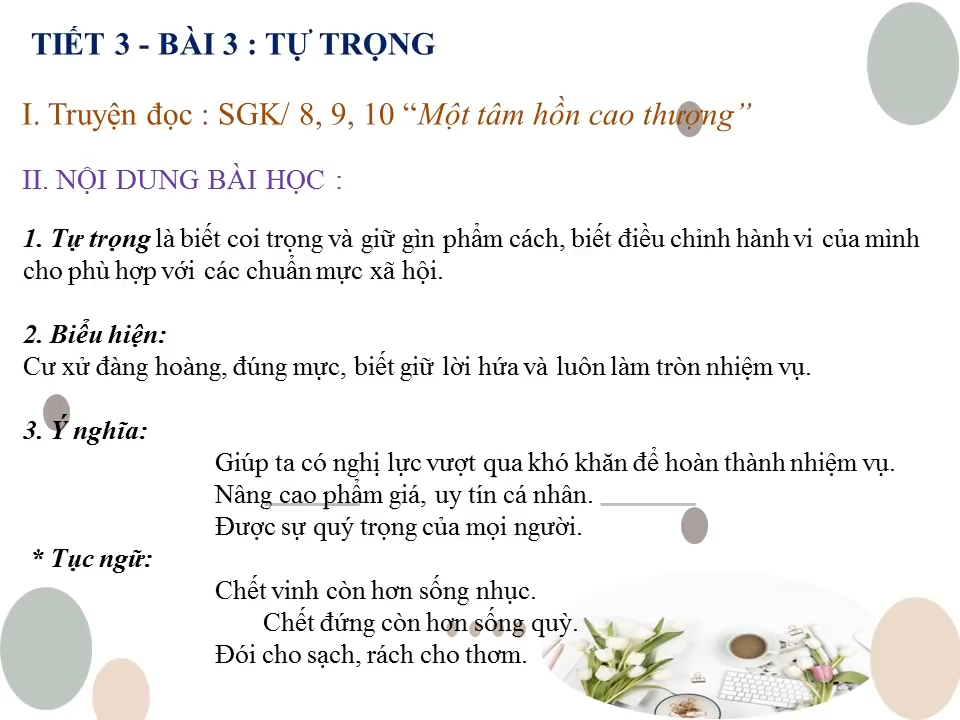 TIẾT 3 - BÀI 3 : TỰ TRỌNG
I. Truyện đọc : SGK/ 8, 9, 10 “Một tâm hồn cao thượng”
II. NỘI DUNG BÀI HỌC :
1. Tự trọng là biết coi trọng và giữ gìn phẩm cách, biết điều chỉnh hành vi của mình
cho phù hợp với các chuẩn mực xã hội.
2. Biểu hiện:
Cư xử đàng hoàng, đúng mực, biết giữ lời hứa và luôn làm tròn nhiệm vụ.
3. Ý nghĩa:
Giúp ta có nghị lực vượt qua khó khăn để hoàn thành nhiệm vụ.
Nâng cao phẩm giá, uy tín cá nhân.
Được sự quý trọng của mọi người.
* Tục ngữ:
Chết vinh còn hơn sống nhục.
Chết đứng còn hơn sống quỳ.
Đói cho sạch, rách cho thơm.